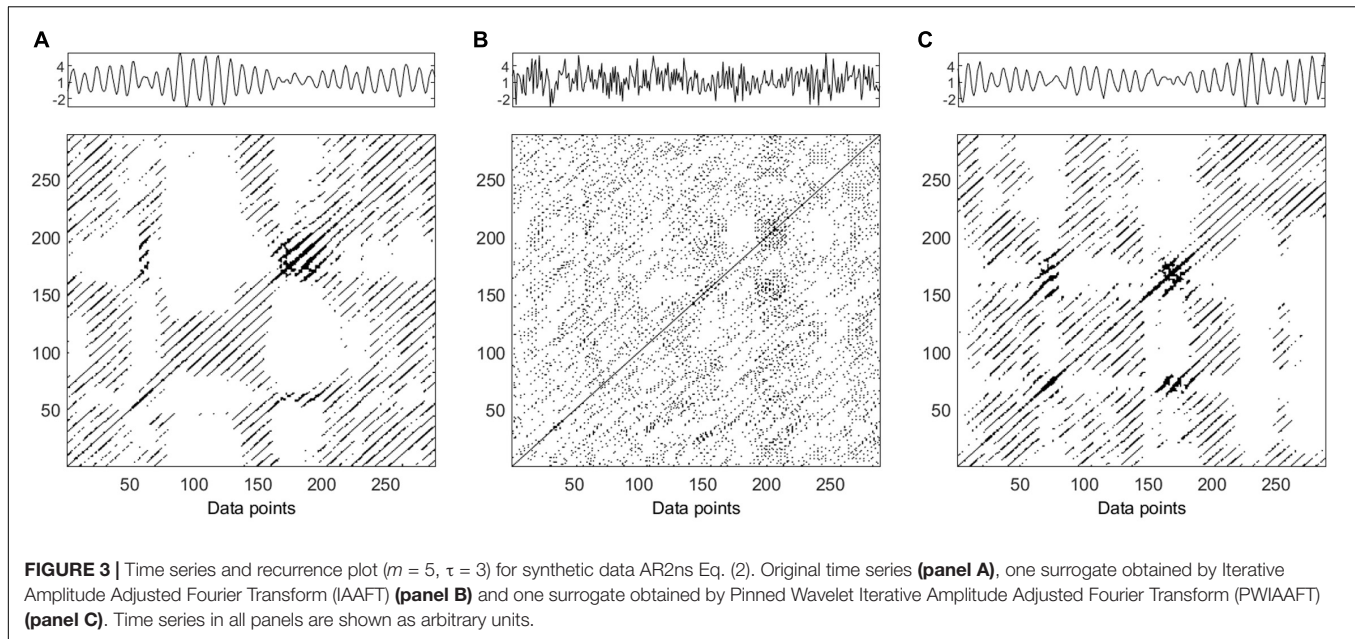 A
B
C
4
1
-2
4
1
-2
4
1
-2
250
200
150
100
50
250
200
150
100
50
250
200
150
100
50
50 100 150 200 250
50 100 150 200 250
50 100 150 200 250
Data points
Data points
Data points
FIGURE 3 | Time series and recurrence plot (m = 5, τ = 3) for synthetic data AR2ns Eq. (2). Original time series (panel A), one surrogate obtained by Iterative
Amplitude Adjusted Fourier Transform (IAAFT) (panel B) and one surrogate obtained by Pinned Wavelet Iterative Amplitude Adjusted Fourier Transform (PWIAAFT)
(panel C). Time series in all panels are shown as arbitrary units.